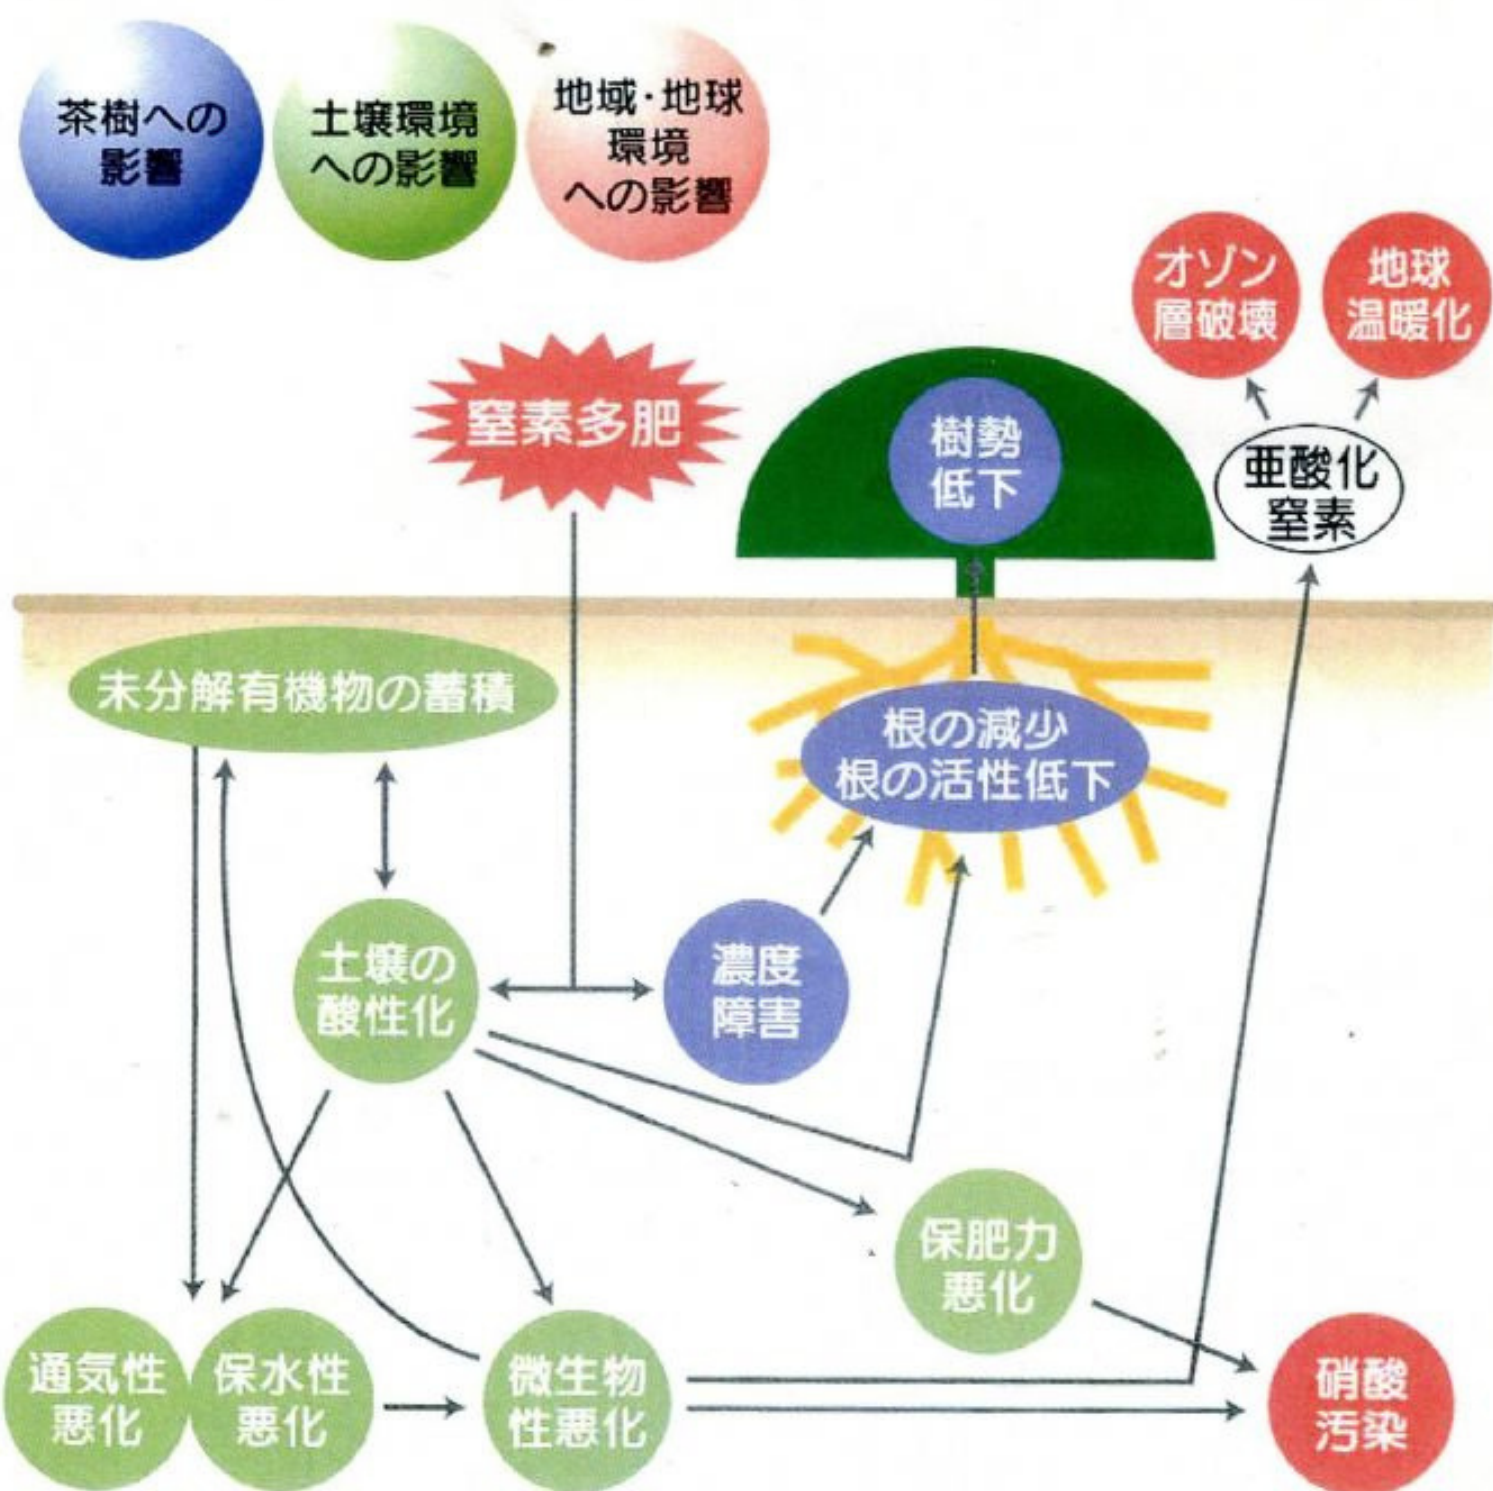 茶樹への
影響
土壌環境
への影響
地域・地球
環境
への影響
オゾン
層破壊
地球
温暖化
窒素多肥
樹勢
低下
亜酸化
窒素
未分解有機物の蓄積
根の減少
根の活性低下
土壌の
酸性化
濃度
障害
保肥力
悪化
通気性
悪化
保水性
悪化
微生物
性悪化
硝酸
汚染